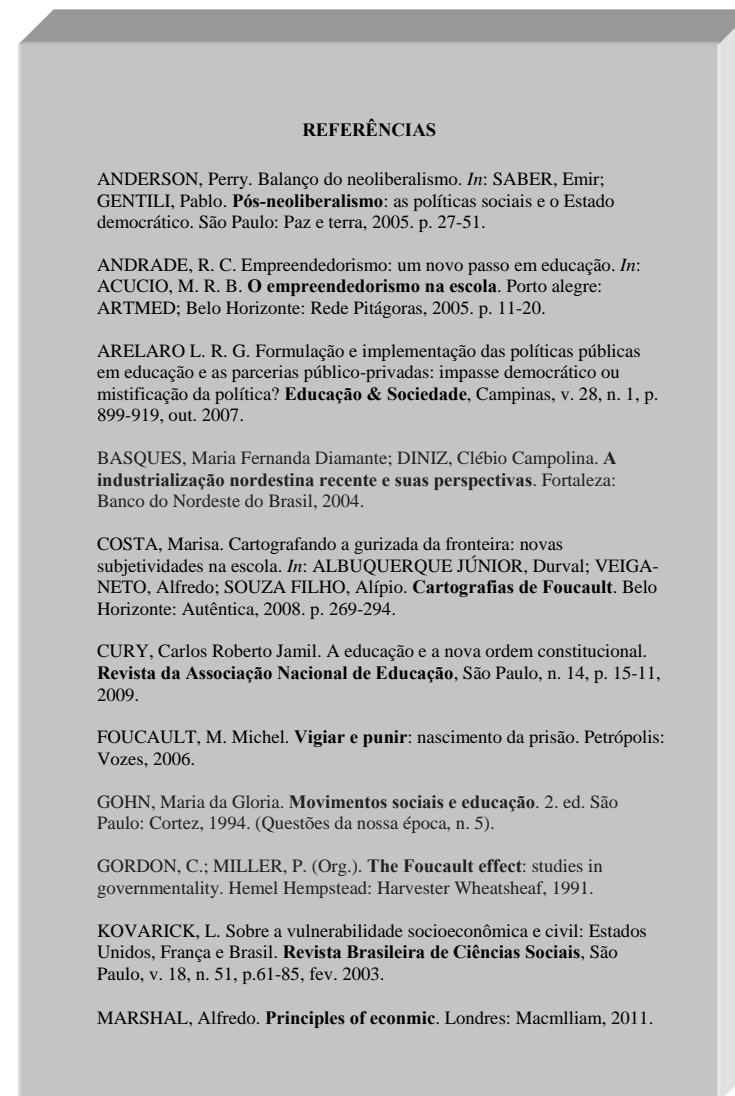 REFERÊNCIAS
ANDERSON, Perry. Balanço do neoliberalismo. In: SABER, Emir;
GENTILI, Pablo. Pós-neoliberalismo: as políticas sociais e o Estado
democrático. São Paulo: Paz e terra, 2005. p. 27-51.
ANDRADE, R. C. Empreendedorismo: um novo passo em educação. In:
ACUCIO, M. R. B. O empreendedorismo na escola. Porto alegre:
ARTMED; Belo Horizonte: Rede Pitágoras, 2005. p. 11-20.
ARELARO L. R. G. Formulação e implementação das políticas públicas
em educação e as parcerias público-privadas: impasse democrático ou
mistificação da política? Educação & Sociedade, Campinas, v. 28, n. 1, p.
899-919, out. 2007.
BASQUES, Maria Fernanda Diamante; DINIZ, Clébio Campolina. A
industrialização nordestina recente e suas perspectivas. Fortaleza:
Banco do Nordeste do Brasil, 2004.
COSTA, Marisa. Cartografando a gurizada da fronteira: novas
subjetividades na escola. In: ALBUQUERQUE JÚNIOR, Durval; VEIGA-
NETO, Alfredo; SOUZA FILHO, Alípio. Cartografias de Foucault. Belo
Horizonte: Autêntica, 2008. p. 269-294.
CURY, Carlos Roberto Jamil. A educação e a nova ordem constitucional.
Revista da Associação Nacional de Educação, São Paulo, n. 14, p. 15-11,
2009.
FOUCAULT, M. Michel. Vigiar e punir: nascimento da prisão. Petrópolis:
Vozes, 2006.
GOHN, Maria da Gloria. Movimentos sociais e educação. 2. ed. São
Paulo: Cortez, 1994. (Questões da nossa época, n. 5).
GORDON, C.; MILLER, P. (Org.). The Foucault effect: studies in
governmentality. Hemel Hempstead: Harvester Wheatsheaf, 1991.
KOVARICK, L. Sobre a vulnerabilidade socioeconômica e civil: Estados
Unidos, França e Brasil. Revista Brasileira de Ciências Sociais, São
Paulo, v. 18, n. 51, p.61-85, fev. 2003.
MARSHAL, Alfredo. Principles of econmic. Londres: Macmlliam, 2011.